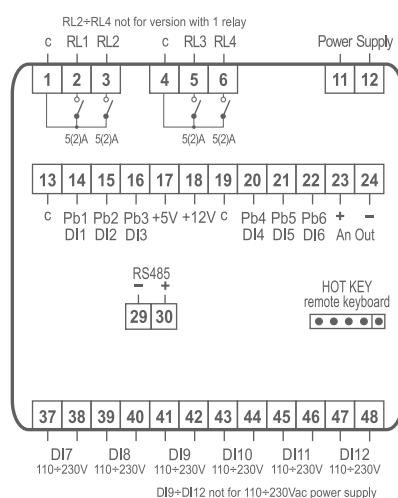 RL2÷RL4 not for version with 1 relay
C RL1 RL2 C RL3 RL4 Power Supply
1 2 3 4 5 6 11 12
5(2)A 5(2)A 5(2)A 5(2)A
13 14 15 16 17 18 19 20 21 22 23 24
C Pb1 Pb2 Pb3 +5V +12V C Pb4 Pb5 Pb6 + −
DI1 DI2 DI3 DI4 DI5 DI6 An Out
RS485
− +
29 30
HOT KEY
remote keyboard
37 38 39 40 41 42 43 44 45 46 47 48
DI7 DI8 DI9 DI10 DI11 DI12
110÷230V 110÷230V 110÷230V 110÷230V 110÷230V 110÷230V
DI9÷DI12 not for 110÷230Vac power supply